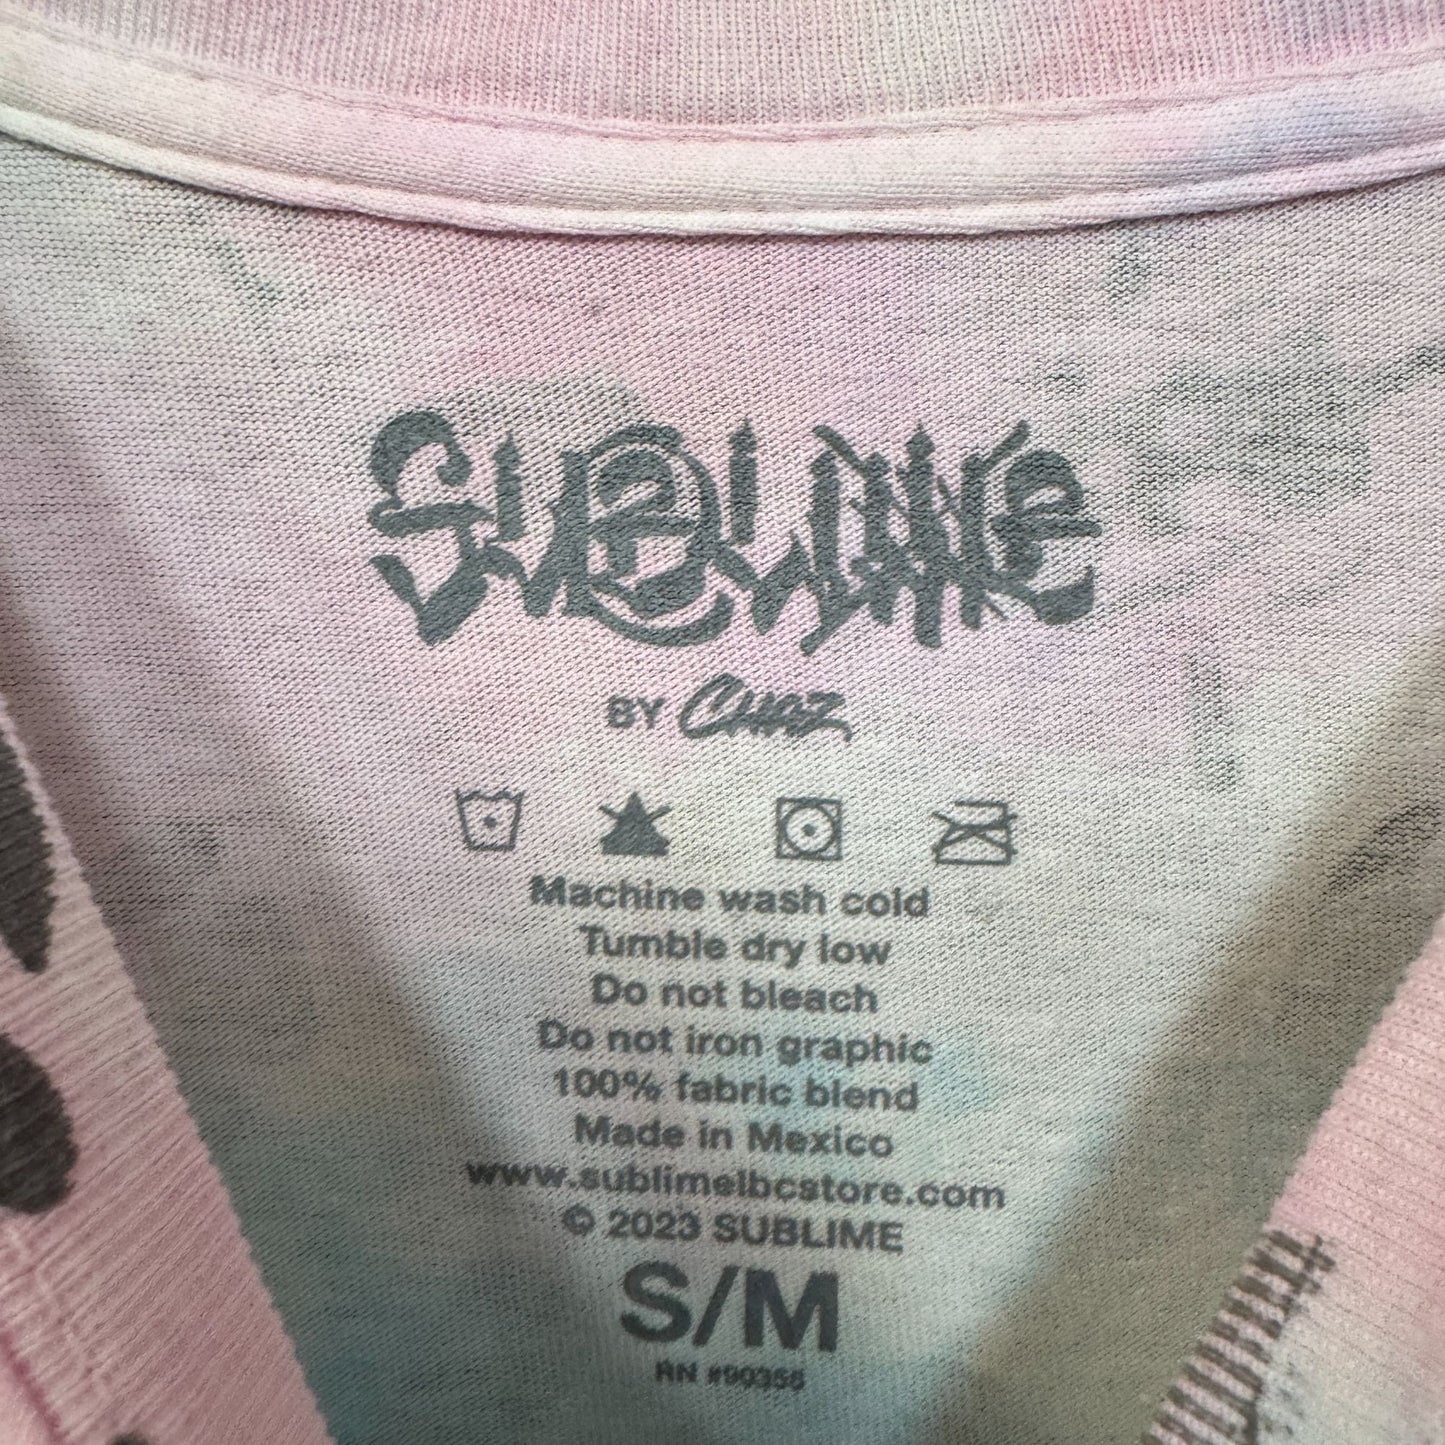 SUBLIME
BY CHAZ
Machine wash cold
Tumble dry low
Do not bleach
Do not iron graphic
100% fabric blend
Made in Mexico
www.sublimelbcstore.com
© 2023 SUBLIME
S/M
RN #90355